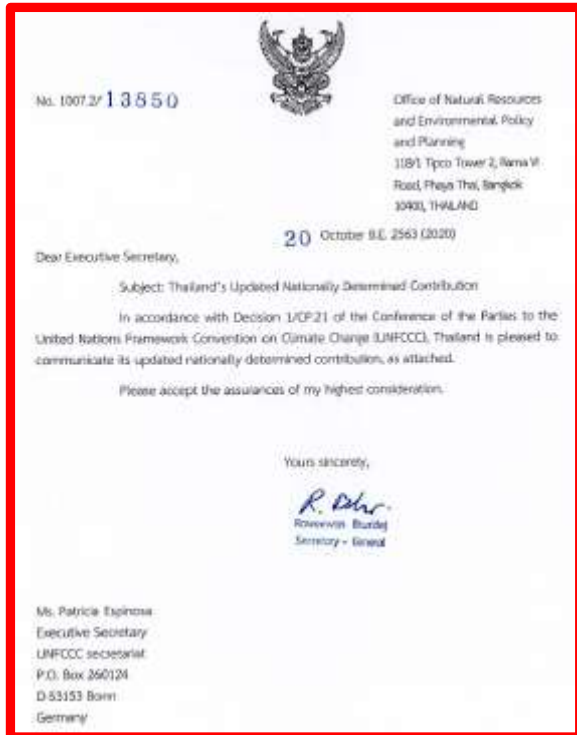 No. 1007.2/ 13850
Office of Natural Resources
and Environmental Policy
and Planning
118/1 Tipco Tower 2, Rama VI
Road, Phaya Thai, Bangkok
10400, THAILAND
20 October B.E. 2563 (2020)
Dear Executive Secretary,
Subject: Thailand's Updated Nationally Determined Contribution
In accordance with Decision 1/CP.21 of the Conference of the Parties to the
United Nations Framework Convention on Climate Change (UNFCCC), Thailand is pleased to
communicate its updated nationally determined contribution, as attached.
Please accept the assurances of my highest consideration.
Yours sincerely,
Raweewan Bhuridej
Secretary - General
Ms. Patricia Espinosa
Executive Secretary
UNFCCC secretariat
P.O. Box 260124
D-53153 Bonn
Germany